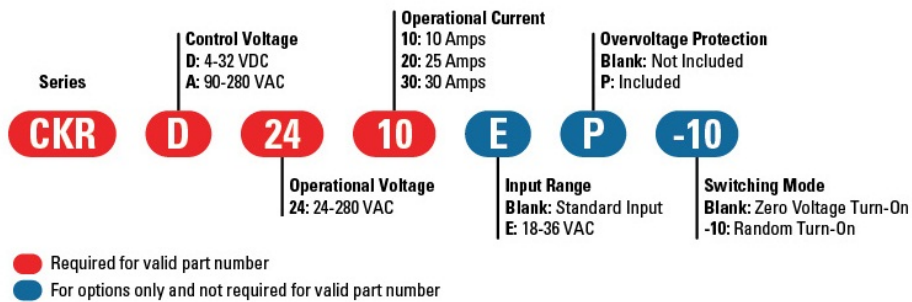 Operational Current
10: 10 Amps
20: 25 Amps
30: 30 Amps
Control Voltage
D: 4-32 VDC
A: 90-280 VAC
Overvoltage Protection
Blank: Not Included
P: Included
Series
CKR D 24 10 E P -10
Operational Voltage
24: 24-280 VAC
Input Range
Blank: Standard Input
E: 18-36 VAC
Switching Mode
Blank: Zero Voltage Turn-On
-10: Random Turn-On
Required for valid part number
For options only and not required for valid part number